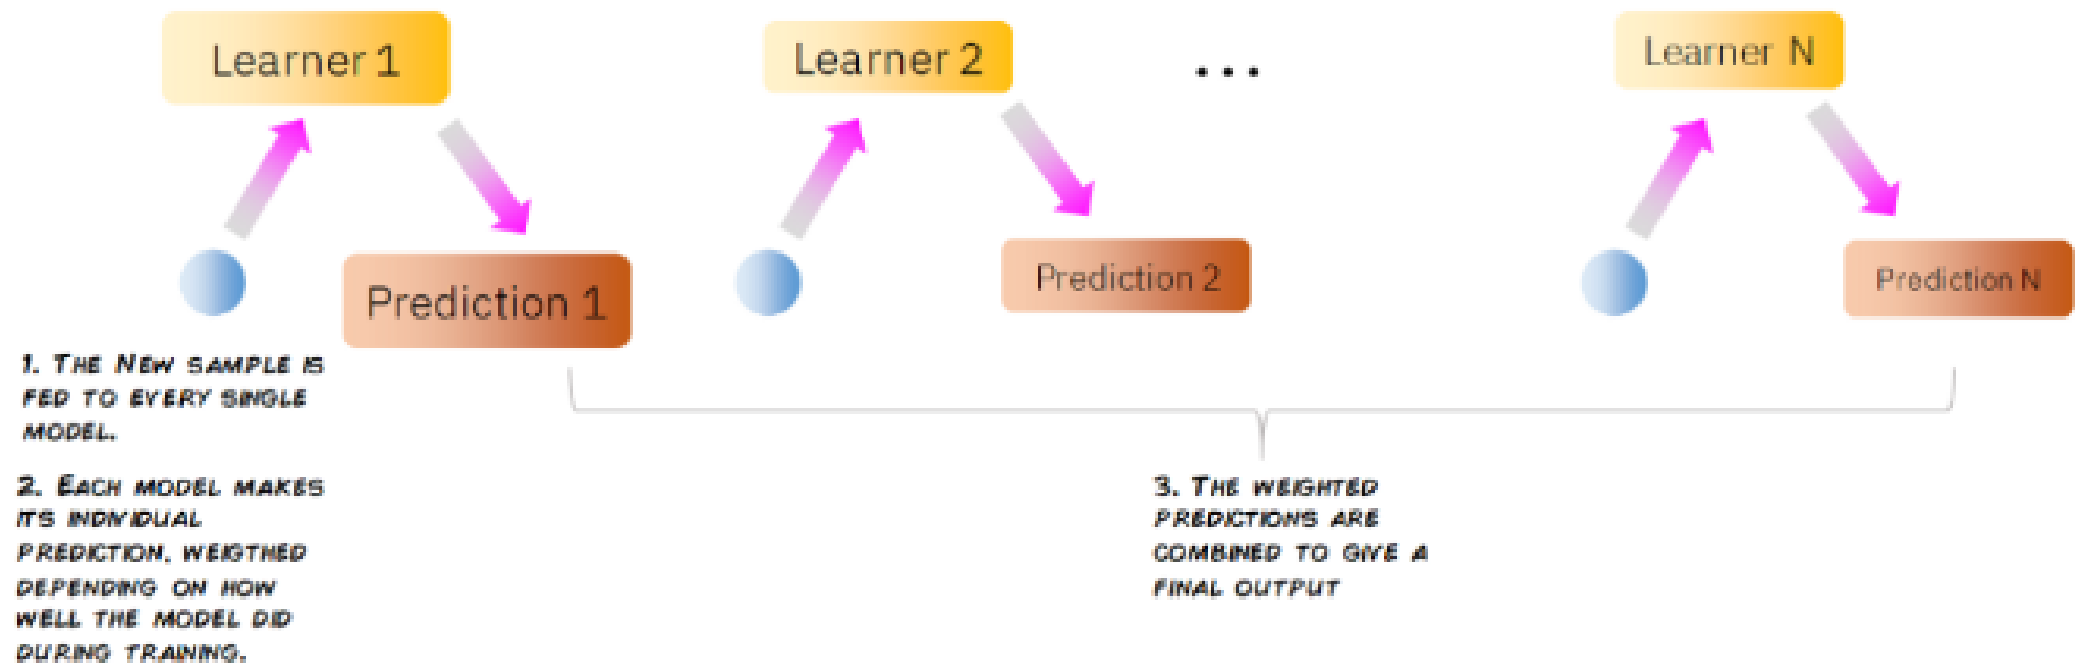 Learner 1
Learner 2
...
Learner N
Prediction 1
Prediction 2
Prediction N
1. THE NEW SAMPLE IS
FED TO EVERY SINGLE
MODEL.
2. EACH MODEL MAKES
ITS INDIVIDUAL
PREDICTION, WEIGTHED
DEPENDING ON HOW
WELL THE MODEL DID
DURING TRAINING.
3. THE WEIGHTED
PREDICTIONS ARE
COMBINED TO GIVE A
FINAL OUTPUT